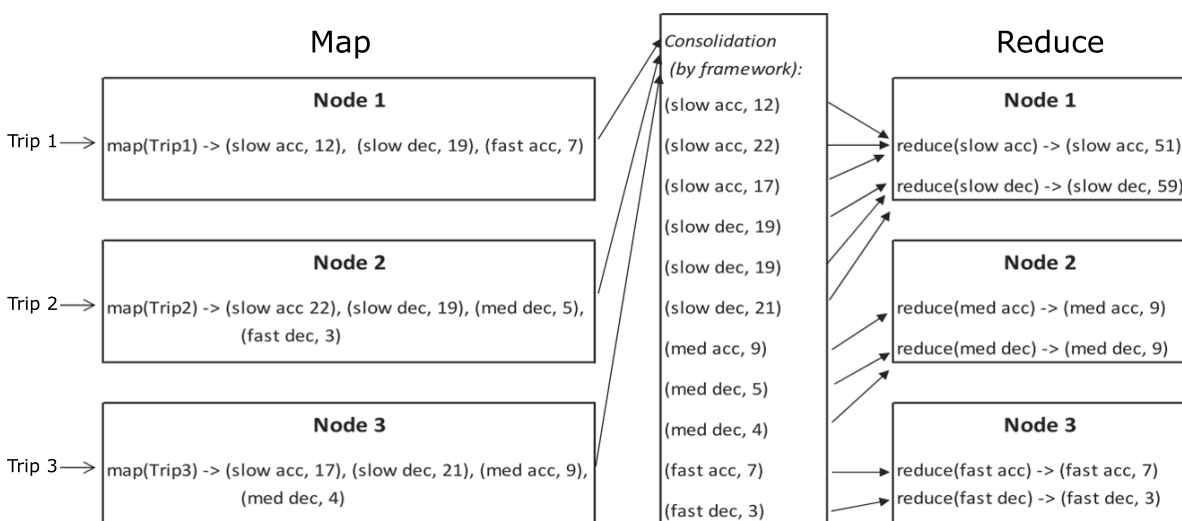 Map
Trip 1
Node 1
map(Trip1) -> (slow acc, 12), (slow dec, 19), (fast acc, 7)
Trip 2
Node 2
map(Trip2) -> (slow acc 22), (slow dec, 19), (med dec, 5),
(fast dec, 3)
Trip 3
Node 3
map(Trip3) -> (slow acc, 17), (slow dec, 21), (med acc, 9),
(med dec, 4)
Consolidation
(by framework):
(slow acc, 12)
(slow acc, 22)
(slow acc, 17)
(slow dec, 19)
(slow dec, 19)
(slow dec, 21)
(med acc, 9)
(med dec, 5)
(med dec, 4)
(fast acc, 7)
(fast dec, 3)
Reduce
Node 1
reduce(slow acc) -> (slow acc, 51)
reduce(slow dec) -> (slow dec, 59)
Node 2
reduce(med acc) -> (med acc, 9)
reduce(med dec) -> (med dec, 9)
Node 3
reduce(fast acc) -> (fast acc, 7)
reduce(fast dec) -> (fast dec, 3)